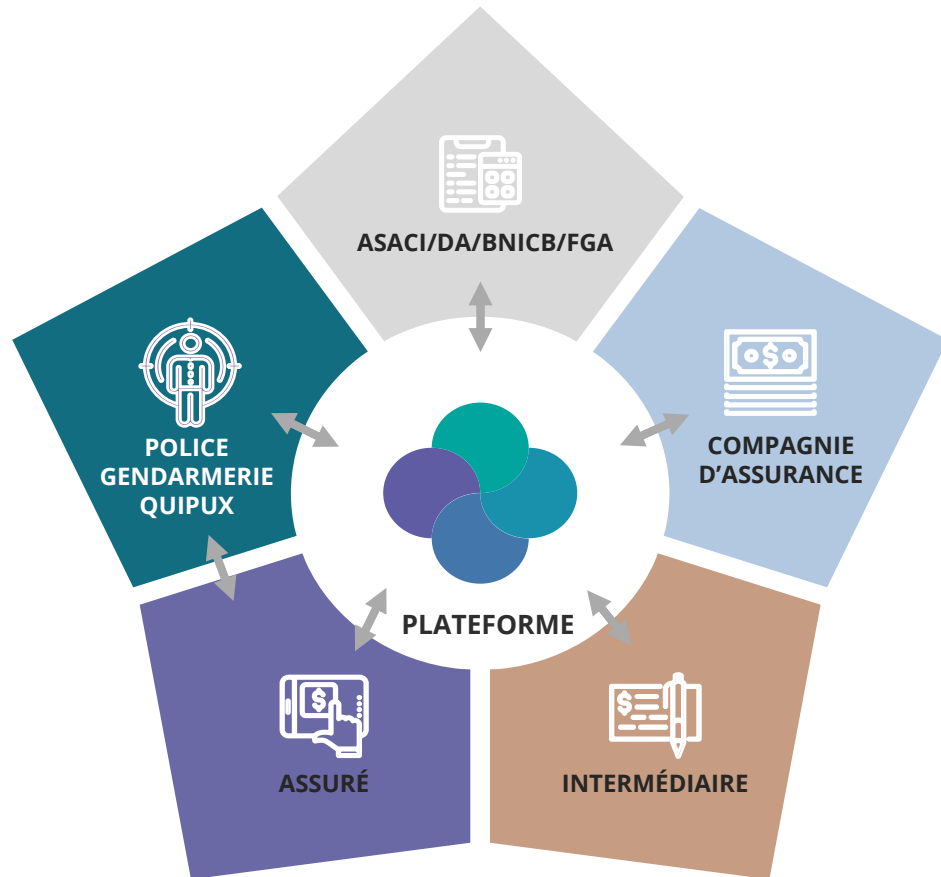 ASACI/DA/BNICB/FGA
POLICE
GENDARMERIE
QUIPUX
COMPAGNIE
D’ASSURANCE
PLATEFORME
ASSURÉ
INTERMÉDIAIRE